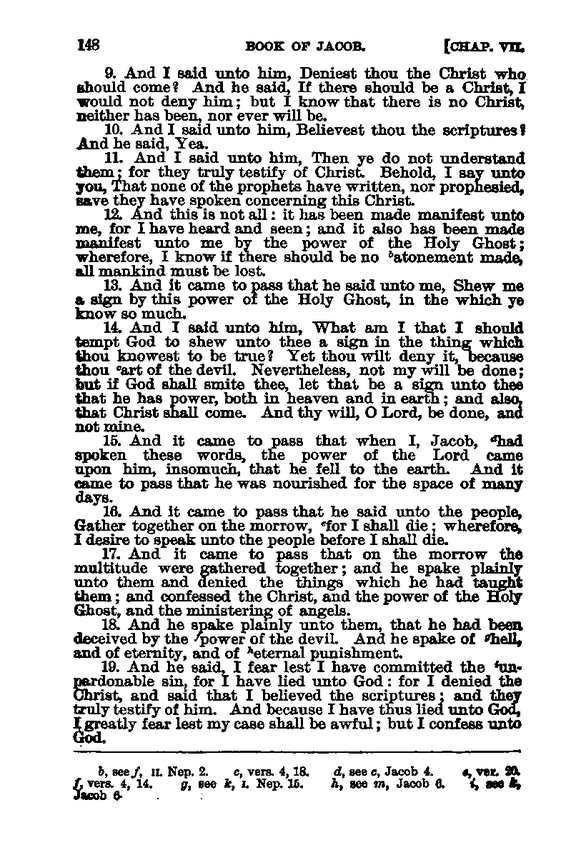 148 BOOK OF JACOB. [CHAP. VII.
9. And I said unto him, Deniest thou the Christ who
should come? And he said, If there should be a Christ, I
would not deny him; but I know that there is no Christ,
neither has been, nor ever will be.
10. And I said unto him, Believest thou the scriptures?
And he said, Yea.
11. And I said unto him, Then ye do not understand
them; for they truly testify of Christ. Behold, I say unto
you, That none of the prophets have written, nor prophesied,
save they have spoken concerning this Christ.
12. And this is not all: it has been made manifest unto
me, for I have heard and seen; and it also has been made
manifest unto me by the power of the Holy Ghost;
wherefore, I know if there should be no ᵇatonement made,
all mankind must be lost.
13. And it came to pass that he said unto me, Shew me
a sign by this power of the Holy Ghost, in the which ye
know so much.
14. And I said unto him, What am I that I should
tempt God to shew unto thee a sign in the thing which
thou knowest to be true? Yet thou wilt deny it, because
thou ᶜart of the devil. Nevertheless, not my will be done;
but if God shall smite thee, let that be a sign unto thee
that he has power, both in heaven and in earth; and also,
that Christ shall come. And thy will, O Lord, be done, and
not mine.
15. And it came to pass that when I, Jacob, ᵈhad
spoken these words, the power of the Lord came
upon him, insomuch, that he fell to the earth. And it
came to pass that he was nourished for the space of many
days.
16. And it came to pass that he said unto the people,
Gather together on the morrow, ᵉfor I shall die; wherefore,
I desire to speak unto the people before I shall die.
17. And it came to pass that on the morrow the
multitude were gathered together; and he spake plainly
unto them and denied the things which he had taught
them; and confessed the Christ, and the power of the Holy
Ghost, and the ministering of angels.
18. And he spake plainly unto them, that he had been
deceived by the ᶠpower of the devil. And he spake of ᵍhell,
and of eternity, and of ʰeternal punishment.
19. And he said, I fear lest I have committed the ⁱun-
pardonable sin, for I have lied unto God: for I denied the
Christ, and said that I believed the scriptures; and they
truly testify of him. And because I have thus lied unto God,
I greatly fear lest my case shall be awful; but I confess unto
God.
b, see f, II. Nep. 2. c, vers. 4, 18. d, see c, Jacob 4. e, ver. 20.
f, vers. 4, 14. g, see k, I. Nep. 15. h, see m, Jacob 6. i, see k,
Jacob 6.